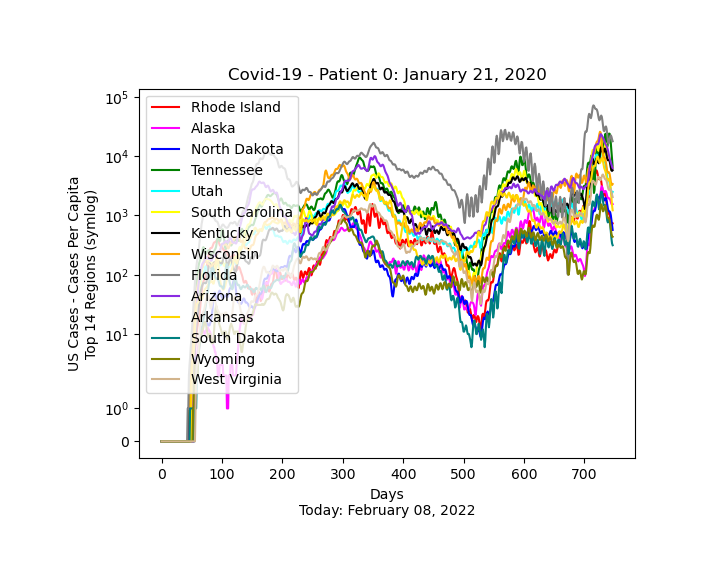 Covid-19 - Patient 0: January 21, 2020
US Cases - Cases Per Capita
Top 14 Regions (symlog)
10^5
10^4
10^3
10^2
10^1
10^0
0
Rhode Island
Alaska
North Dakota
Tennessee
Utah
South Carolina
Kentucky
Wisconsin
Florida
Arizona
Arkansas
South Dakota
Wyoming
West Virginia
0 100 200 300 400 500 600 700
Days
Today: February 08, 2022